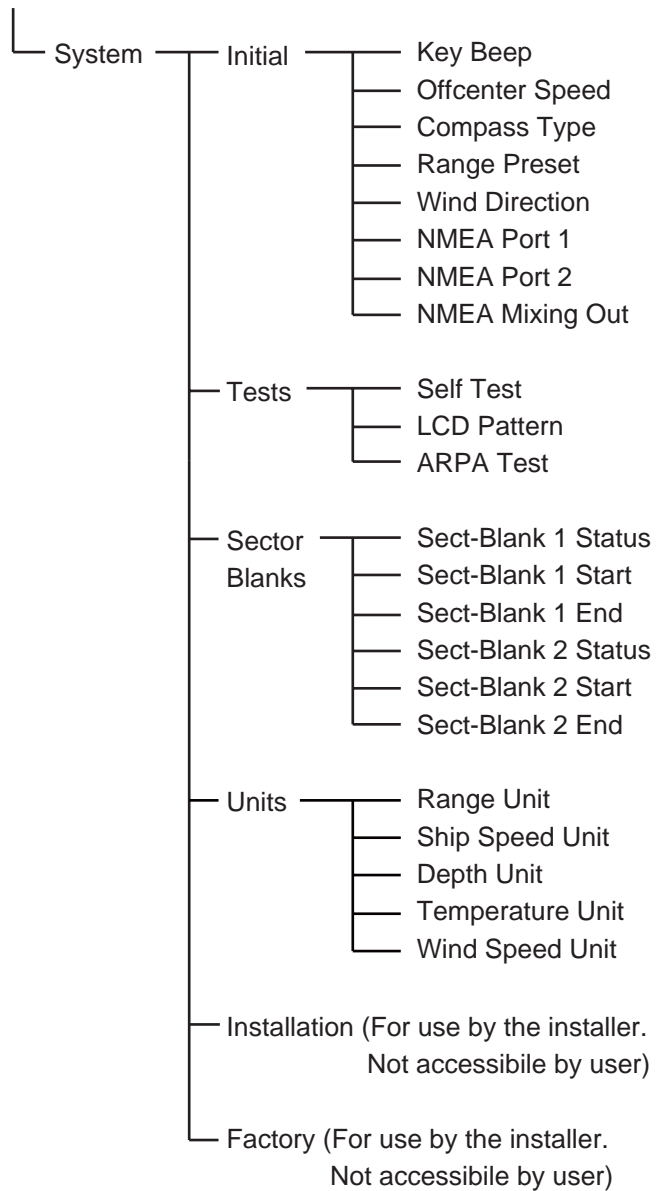 System
Initial
Key Beep
Offcenter Speed
Compass Type
Range Preset
Wind Direction
NMEA Port 1
NMEA Port 2
NMEA Mixing Out
Tests
Self Test
LCD Pattern
ARPA Test
Sector
Blanks
Sect-Blank 1 Status
Sect-Blank 1 Start
Sect-Blank 1 End
Sect-Blank 2 Status
Sect-Blank 2 Start
Sect-Blank 2 End
Units
Range Unit
Ship Speed Unit
Depth Unit
Temperature Unit
Wind Speed Unit
Installation (For use by the installer.
Not accessibile by user)
Factory (For use by the installer.
Not accessibile by user)